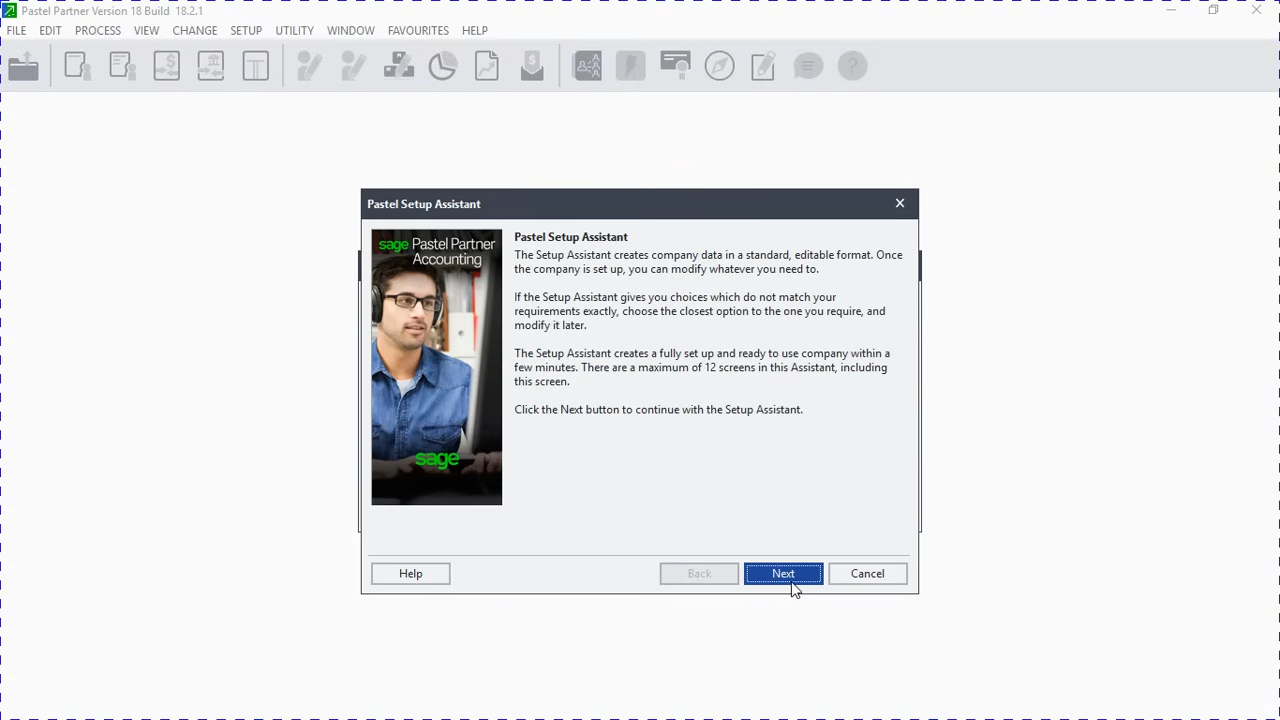 Pastel Partner Version 18 Build  18.2.1
FILE EDIT PROCESS VIEW CHANGE SETUP UTILITY WINDOW FAVOURITES HELP
Pastel Setup Assistant
sage Pastel Partner
Accounting
sage
Pastel Setup Assistant
The Setup Assistant creates company data in a standard, editable format. Once
the company is set up, you can modify whatever you need to.
If the Setup Assistant gives you choices which do not match your
requirements exactly, choose the closest option to the one you require, and
modify it later.
The Setup Assistant creates a fully set up and ready to use company within a
few minutes. There are a maximum of 12 screens in this Assistant, including
this screen.
Click the Next button to continue with the Setup Assistant.
Help Back Next Cancel